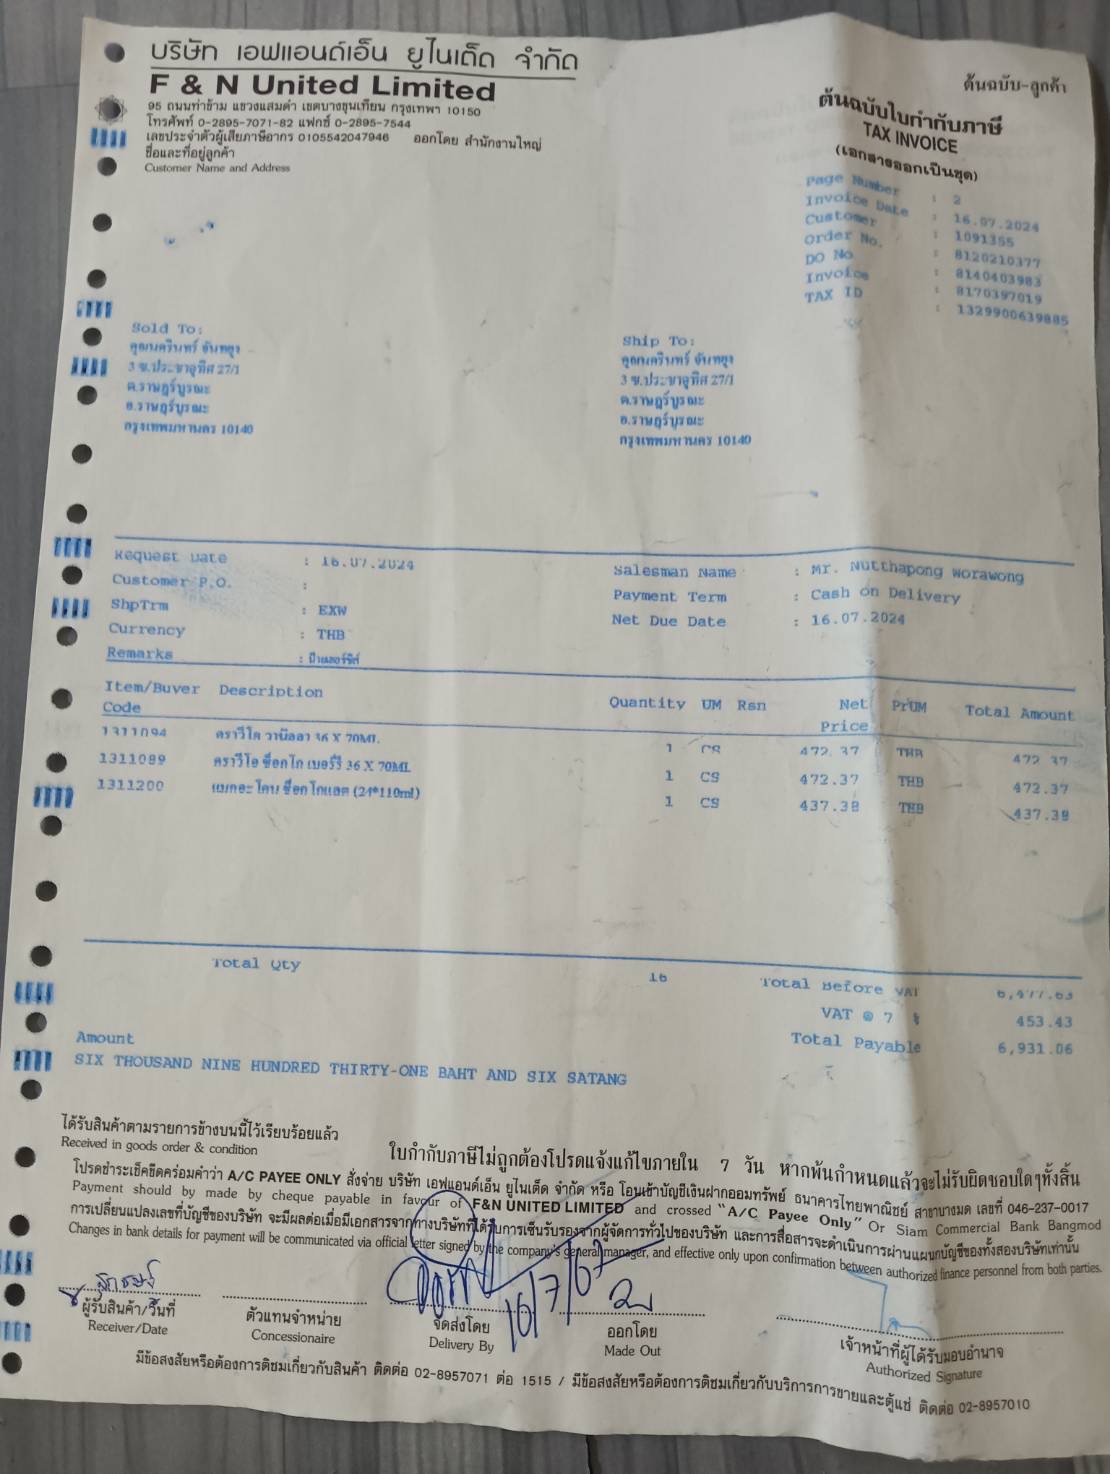 บริษัท เอฟแอนด์เอ็น ยูไนเต็ด จำกัด
F & N United Limited
95 ถนนท่าข้าม แขวงแสมดำ เขตบางขุนเทียน กรุงเทพฯ 10150
โทรศัพท์ 0-2895-7071-82 แฟกซ์ 0-2895-7544
เลขประจำตัวผู้เสียภาษีอากร 0105542047946 ออกโดย สำนักงานใหญ่
ชื่อและที่อยู่ลูกค้า
Customer Name and Address
ต้นฉบับ-ลูกค้า
ต้นฉบับใบกำกับภาษี
TAX INVOICE
(เอกสารออกเป็นชุด)
Page Number : 2
Invoice Date : 16.07.2024
Customer : 1091355
Order No. : 8120210377
DO No : 8140403983
Invoice : 8170397019
TAX ID : 1329900639885
Sold To:
คุณนครินทร์ จันทยุง
3 ซ.ประชาอุทิศ 27/1
ต.ราษฎร์บูรณะ
อ.ราษฎร์บูรณะ
กรุงเทพมหานคร 10140
Ship To:
คุณนครินทร์ จันทยุง
3 ซ.ประชาอุทิศ 27/1
ต.ราษฎร์บูรณะ
อ.ราษฎร์บูรณะ
กรุงเทพมหานคร 10140
Request Date : 16.07.2024 Salesman Name : Mr. Nutthapong Worawong
Customer P.O. : Payment Term : Cash on Delivery
ShpTrm : EXW Net Due Date : 16.07.2024
Currency : THB
Remarks :
Item/Buyer Description Quantity UM Rsn Net PrUM Total Amount
Code Price
1311094 คราวีโต วานิลลา 36 X 70ML 1 CS 472.37 THB 472.37
1311099 คราวีโอ ช็อกโก เบอร์รี 36 X 70ML 1 CS 472.37 THB 472.37
1311200 เมกอะ โคน ช็อกโกแลต (24*110ml) 1 CS 437.38 THB 437.38
Total Qty 16 Total Before VAT 6,477.63
VAT @ 7 % 453.43
Amount Total Payable 6,931.06
SIX THOUSAND NINE HUNDRED THIRTY-ONE BAHT AND SIX SATANG
ได้รับสินค้าตามรายการข้างบนนี้ไว้เรียบร้อยแล้ว
Received in goods order & condition
ใบกำกับภาษีไม่ถูกต้องโปรดแจ้งแก้ไขภายใน 7 วัน หากพ้นกำหนดแล้วจะไม่รับผิดชอบใดๆทั้งสิ้น
โปรดชำระเช็คขีดคร่อมคำว่า A/C PAYEE ONLY สั่งจ่าย บริษัท เอฟแอนด์เอ็น ยูไนเต็ด จำกัด หรือ โอนเข้าบัญชีเงินฝากออมทรัพย์ ธนาคารไทยพาณิชย์ สาขาบางมด เลขที่ 046-237-0017
Payment should by made by cheque payable in favour of F&N UNITED LIMITED and crossed "A/C Payee Only" Or Siam Commercial Bank Bangmod
การเปลี่ยนแปลงเลขที่บัญชีของบริษัท จะมีผลต่อเมื่อมีเอกสารจากทางบริษัทที่ได้รับการเซ็นรับรองจากผู้จัดการทั่วไปของบริษัท และการสื่อสารจะดำเนินการผ่านแผนกบัญชีของทั้งสองบริษัทเท่านั้น
Changes in bank details for payment will be communicated via official letter signed by the company's general manager, and effective only upon confirmation between authorized finance personnel from both parties.
16/7/67
ผู้รับสินค้า/วันที่
Receiver/Date
ตัวแทนจำหน่าย
Concessionaire
จัดส่งโดย
Delivery By
ออกโดย
Made Out
เจ้าหน้าที่ผู้ได้รับมอบอำนาจ
Authorized Signature
มีข้อสงสัยหรือต้องการติชมเกี่ยวกับสินค้า ติดต่อ 02-8957071 ต่อ 1515 / มีข้อสงสัยหรือต้องการติชมเกี่ยวกับบริการการขายและตู้แช่ ติดต่อ 02-8957010